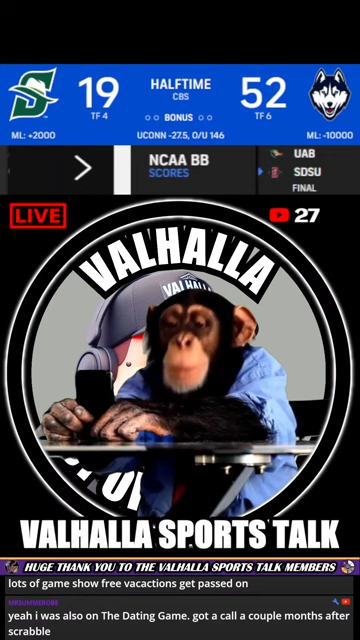 S
19
TF 4
ML: +2000
HALFTIME
CBS
BONUS
UCONN -27.5, O/U 146
52
TF 6
ML: -10000
NCAA BB
SCORES
UAB
SDSU
FINAL
LIVE
27
VALHALLA
VALHALL
VALHALLA SPORTS TALK
HUGE THANK YOU TO THE VALHALLA SPORTS TALK MEMBERS
lots of game show free vacactions get passed on
MRSUMMEROBE
yeah i was also on The Dating Game. got a call a couple months after
scrabble